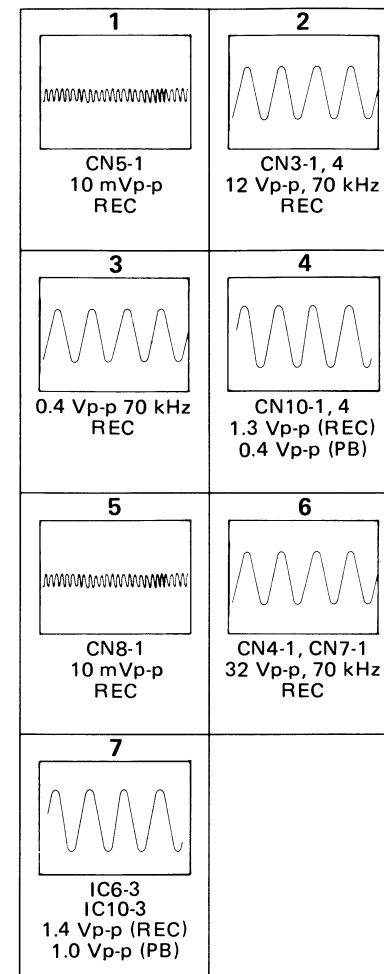 1
CN5-1
10 mVp-p
REC
2
CN3-1, 4
12 Vp-p, 70 kHz
REC
3
0.4 Vp-p 70 kHz
REC
4
CN10-1, 4
1.3 Vp-p (REC)
0.4 Vp-p (PB)
5
CN8-1
10 mVp-p
REC
6
CN4-1, CN7-1
32 Vp-p, 70 kHz
REC
7
IC6-3
IC10-3
1.4 Vp-p (REC)
1.0 Vp-p (PB)